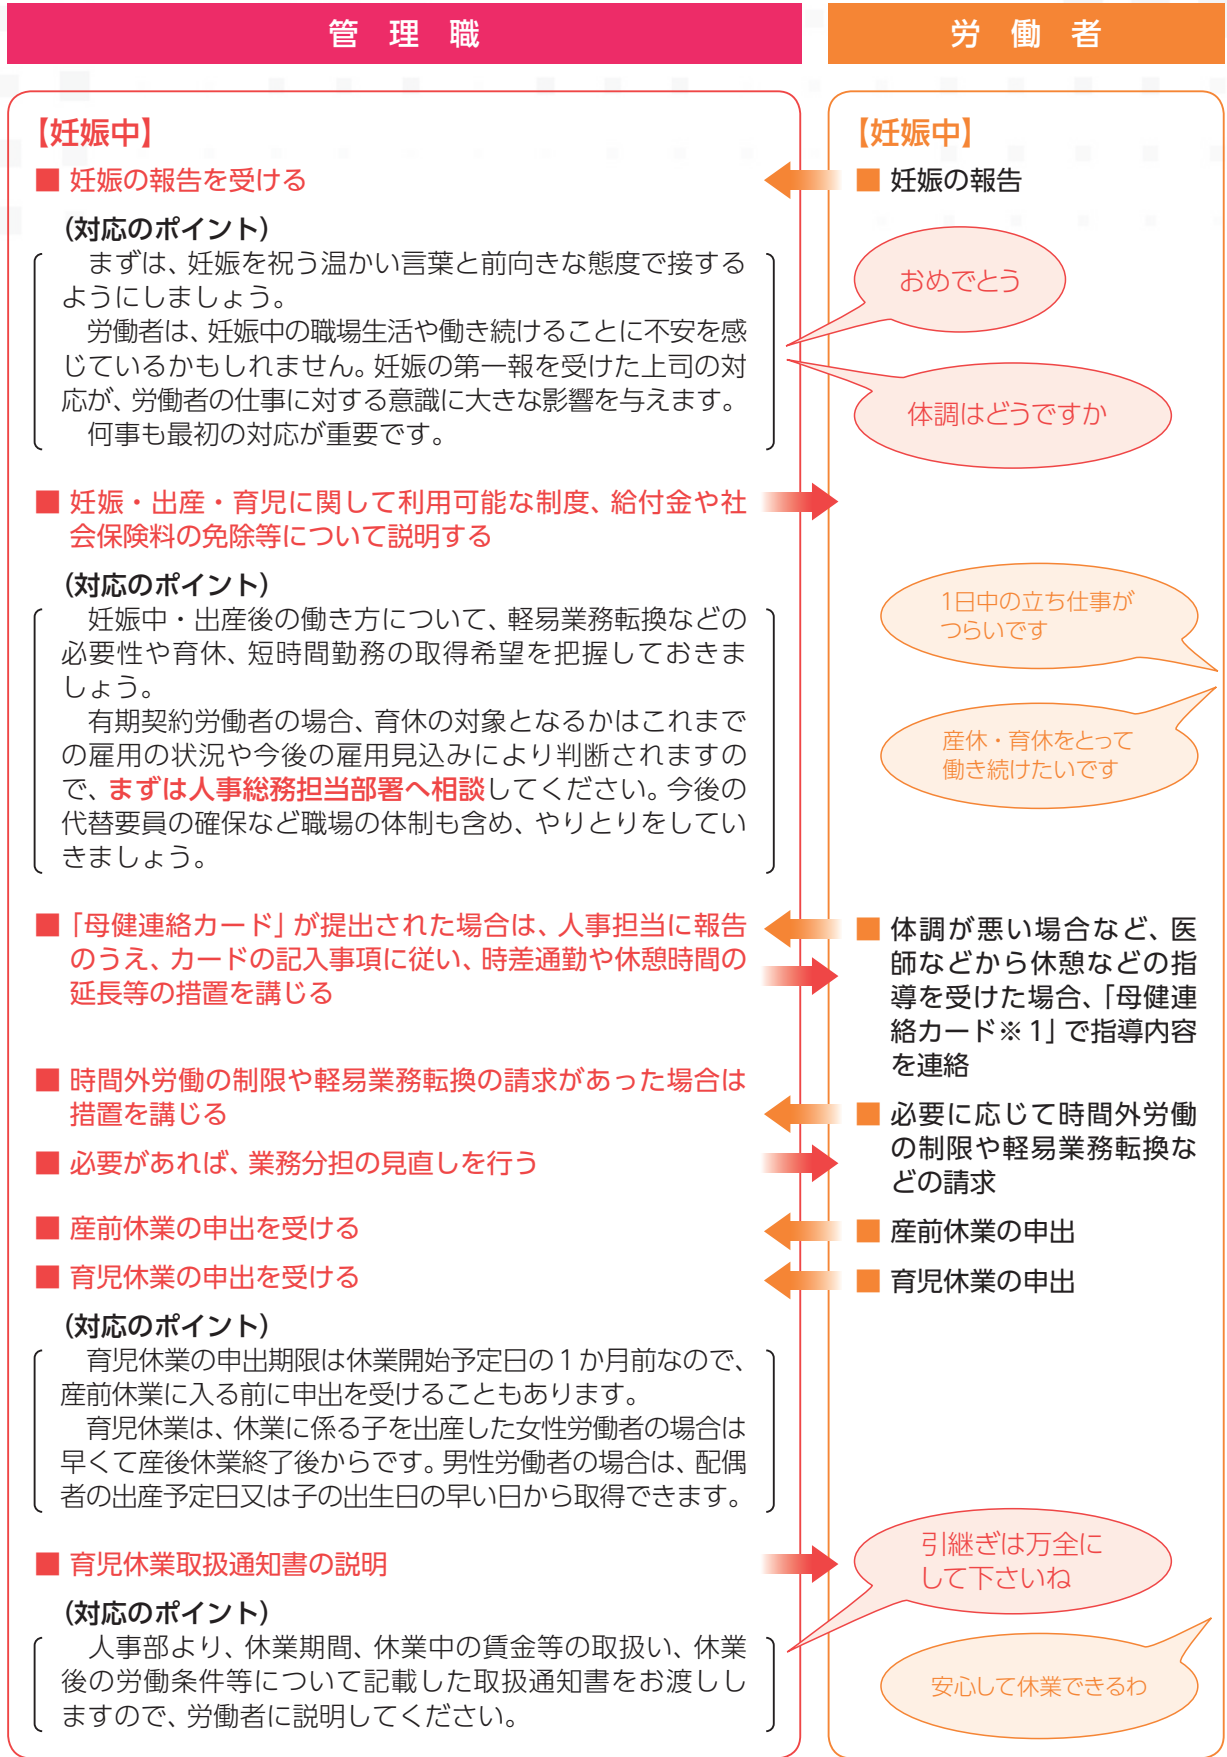 管理職
【妊娠中】
■ 妊娠の報告を受ける
（対応のポイント）
まずは、妊娠を祝う温かい言葉と前向きな態度で接する
ようにしましょう。
労働者は、妊娠中の職場生活や働き続けることに不安を感
じているかもしれません。妊娠の第一報を受けた上司の対
応が、労働者の仕事に対する意識に大きな影響を与えます。
何事も最初の対応が重要です。
■ 妊娠・出産・育児に関して利用可能な制度、給付金や社
会保険料の免除等について説明する
（対応のポイント）
妊娠中・出産後の働き方について、軽易業務転換などの
必要性や育休、短時間勤務の取得希望を把握しておきま
しょう。
有期契約労働者の場合、育休の対象となるかはこれまで
の雇用の状況や今後の雇用見込みにより判断されますの
で、まずは人事総務担当部署へ相談してください。今後の
代替要員の確保など職場の体制も含め、やりとりをしてい
きましょう。
■ 「母健連絡カード」が提出された場合は、人事担当に報告
のうえ、カードの記入事項に従い、時差通勤や休憩時間の
延長等の措置を講じる
■ 時間外労働の制限や軽易業務転換の請求があった場合は
措置を講じる
■ 必要があれば、業務分担の見直しを行う
■ 産前休業の申出を受ける
■ 育児休業の申出を受ける
（対応のポイント）
育児休業の申出期限は休業開始予定日の1か月前なので、
産前休業に入る前に申出を受けることもあります。
育児休業は、休業に係る子を出産した女性労働者の場合は
早くて産後休業終了後からです。男性労働者の場合は、配偶
者の出産予定日又は子の出生日の早い日から取得できます。
■ 育児休業取扱通知書の説明
（対応のポイント）
人事部より、休業期間、休業中の賃金等の取扱い、休業
後の労働条件等について記載した取扱通知書をお渡しし
ますので、労働者に説明してください。
労働者
【妊娠中】
■ 妊娠の報告
おめでとう
体調はどうですか
1日中の立ち仕事が
つらいです
産休・育休をとって
働き続けたいです
■ 体調が悪い場合など、医
師などから休憩などの指
導を受けた場合、「母健連
絡カード※1」で指導内容
を連絡
■ 必要に応じて時間外労働
の制限や軽易業務転換な
どの請求
■ 産前休業の申出
■ 育児休業の申出
引継ぎは万全に
して下さいね
安心して休業できるわ